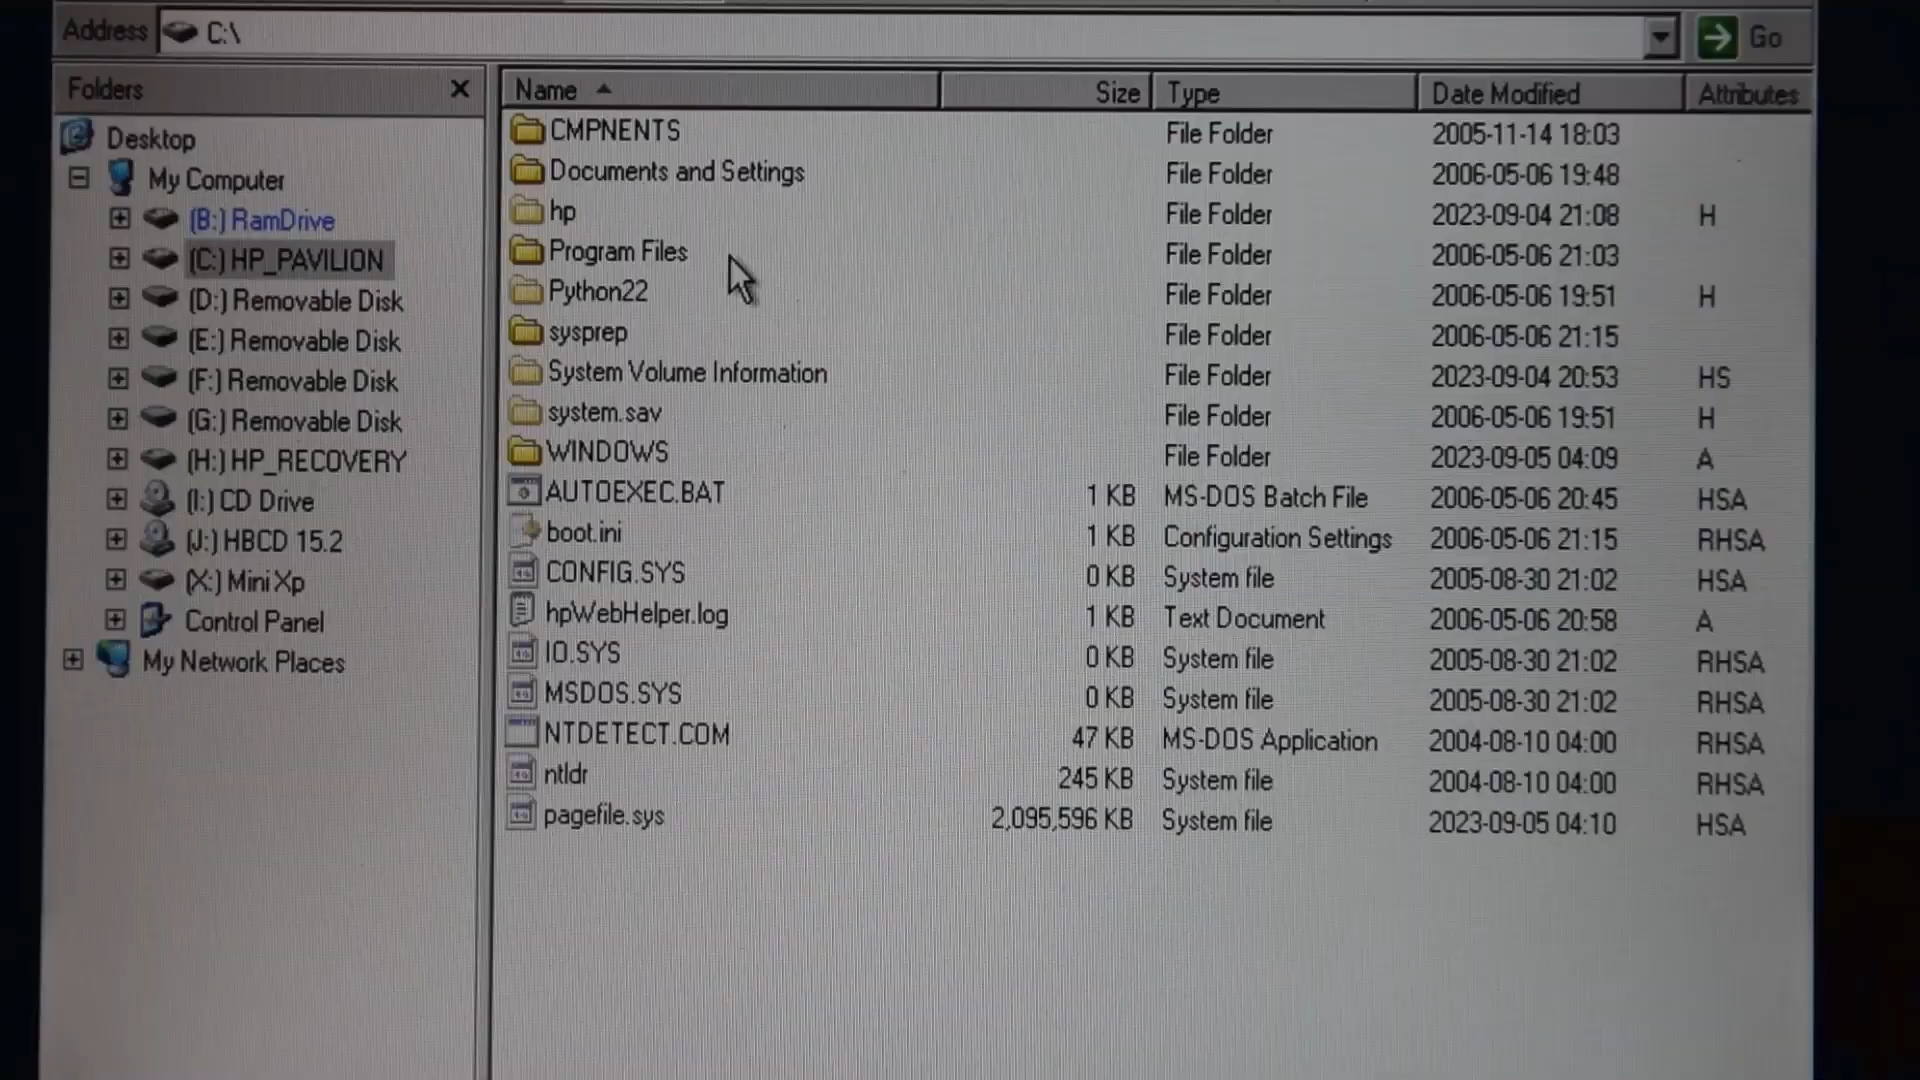 Address C:\ Go
Folders
Desktop
My Computer
(B:) RamDrive
(C:) HP_PAVILION
(D:) Removable Disk
(E:) Removable Disk
(F:) Removable Disk
(G:) Removable Disk
(H:) HP_RECOVERY
(I:) CD Drive
(J:) HBCD 15.2
(X:) Mini Xp
Control Panel
My Network Places
Name Size Type Date Modified Attributes
CMPNENTS File Folder 2005-11-14 18:03
Documents and Settings File Folder 2006-05-06 19:48
hp File Folder 2023-09-04 21:08 H
Program Files File Folder 2006-05-06 21:03
Python22 File Folder 2006-05-06 19:51 H
sysprep File Folder 2006-05-06 21:15
System Volume Information File Folder 2023-09-04 20:53 HS
system.sav File Folder 2006-05-06 19:51 H
WINDOWS File Folder 2023-09-05 04:09 A
AUTOEXEC.BAT 1 KB MS-DOS Batch File 2006-05-06 20:45 HSA
boot.ini 1 KB Configuration Settings 2006-05-06 21:15 RHSA
CONFIG.SYS 0 KB System file 2005-08-30 21:02 HSA
hpWebHelper.log 1 KB Text Document 2006-05-06 20:58 A
IO.SYS 0 KB System file 2005-08-30 21:02 RHSA
MSDOS.SYS 0 KB System file 2005-08-30 21:02 RHSA
NTDETECT.COM 47 KB MS-DOS Application 2004-08-10 04:00 RHSA
ntldr 245 KB System file 2004-08-10 04:00 RHSA
pagefile.sys 2,095,596 KB System file 2023-09-05 04:10 HSA